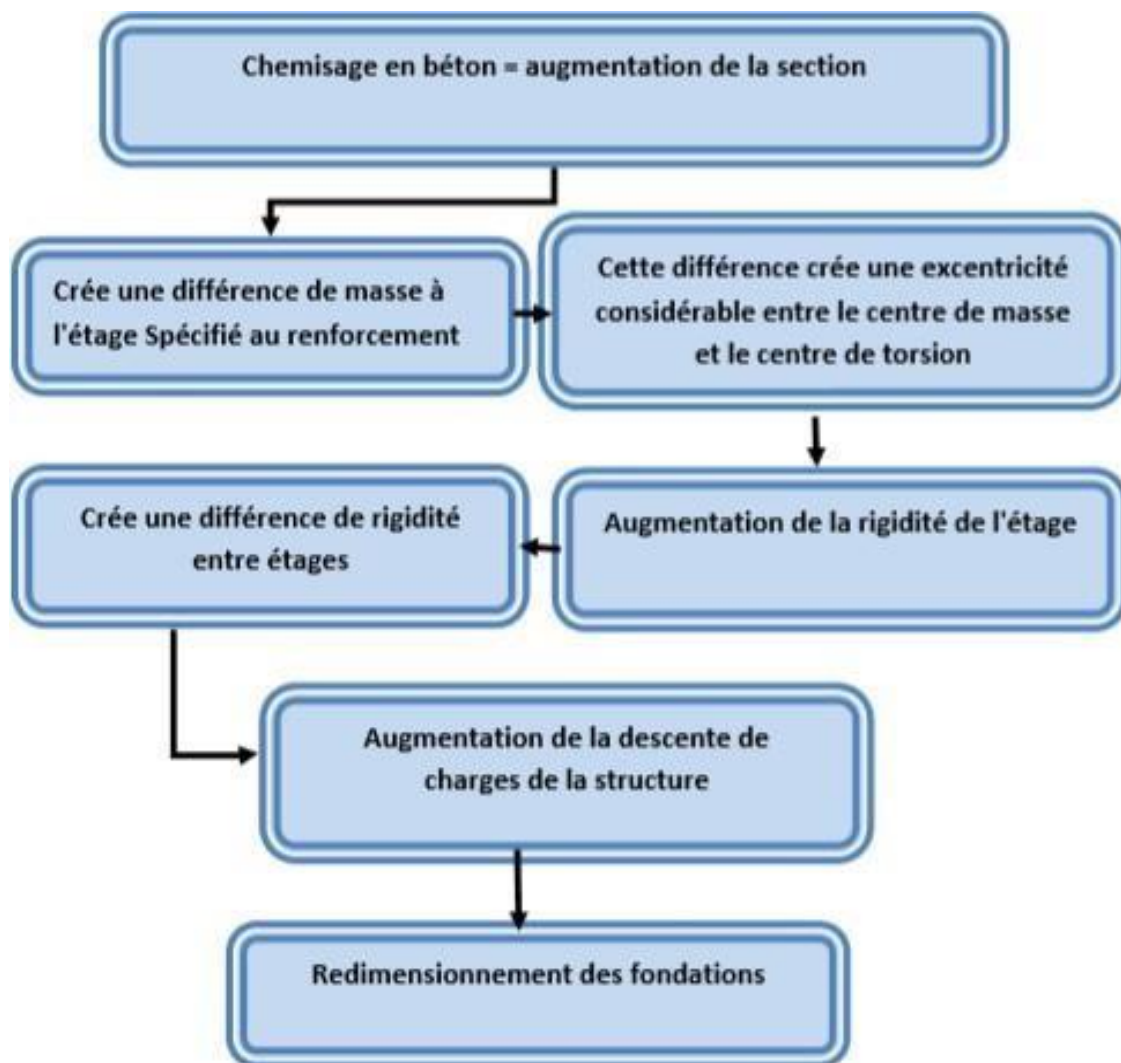 Chemisage en béton = augmentation de la section
Crée une différence de masse à
l'étage Spécifié au renforcement
Cette différence crée une excentricité
considérable entre le centre de masse
et le centre de torsion
Augmentation de la rigidité de l'étage
Crée une différence de rigidité
entre étages
Augmentation de la descente de
charges de la structure
Redimensionnement des fondations